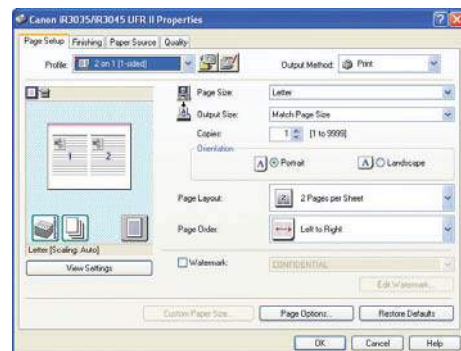 Canon iR3035/iR3045 UFR II Properties
Page Setup Finishing Paper Source Quality
Profile: 2 on 1 [1-sided] Output Method: Print
Page Size: Letter
Output Size: Match Page Size
Copies: 1 [1 to 9999]
Orientation
A Portrait A Landscape
1 2
Page Layout: 2 Pages per Sheet
Page Order: Left to Right
Letter [Scaling: Auto]
View Settings
Watermark: CONFIDENTIAL
Edit Watermark...
Custom Paper Size... Page Options... Restore Defaults
OK Cancel Help